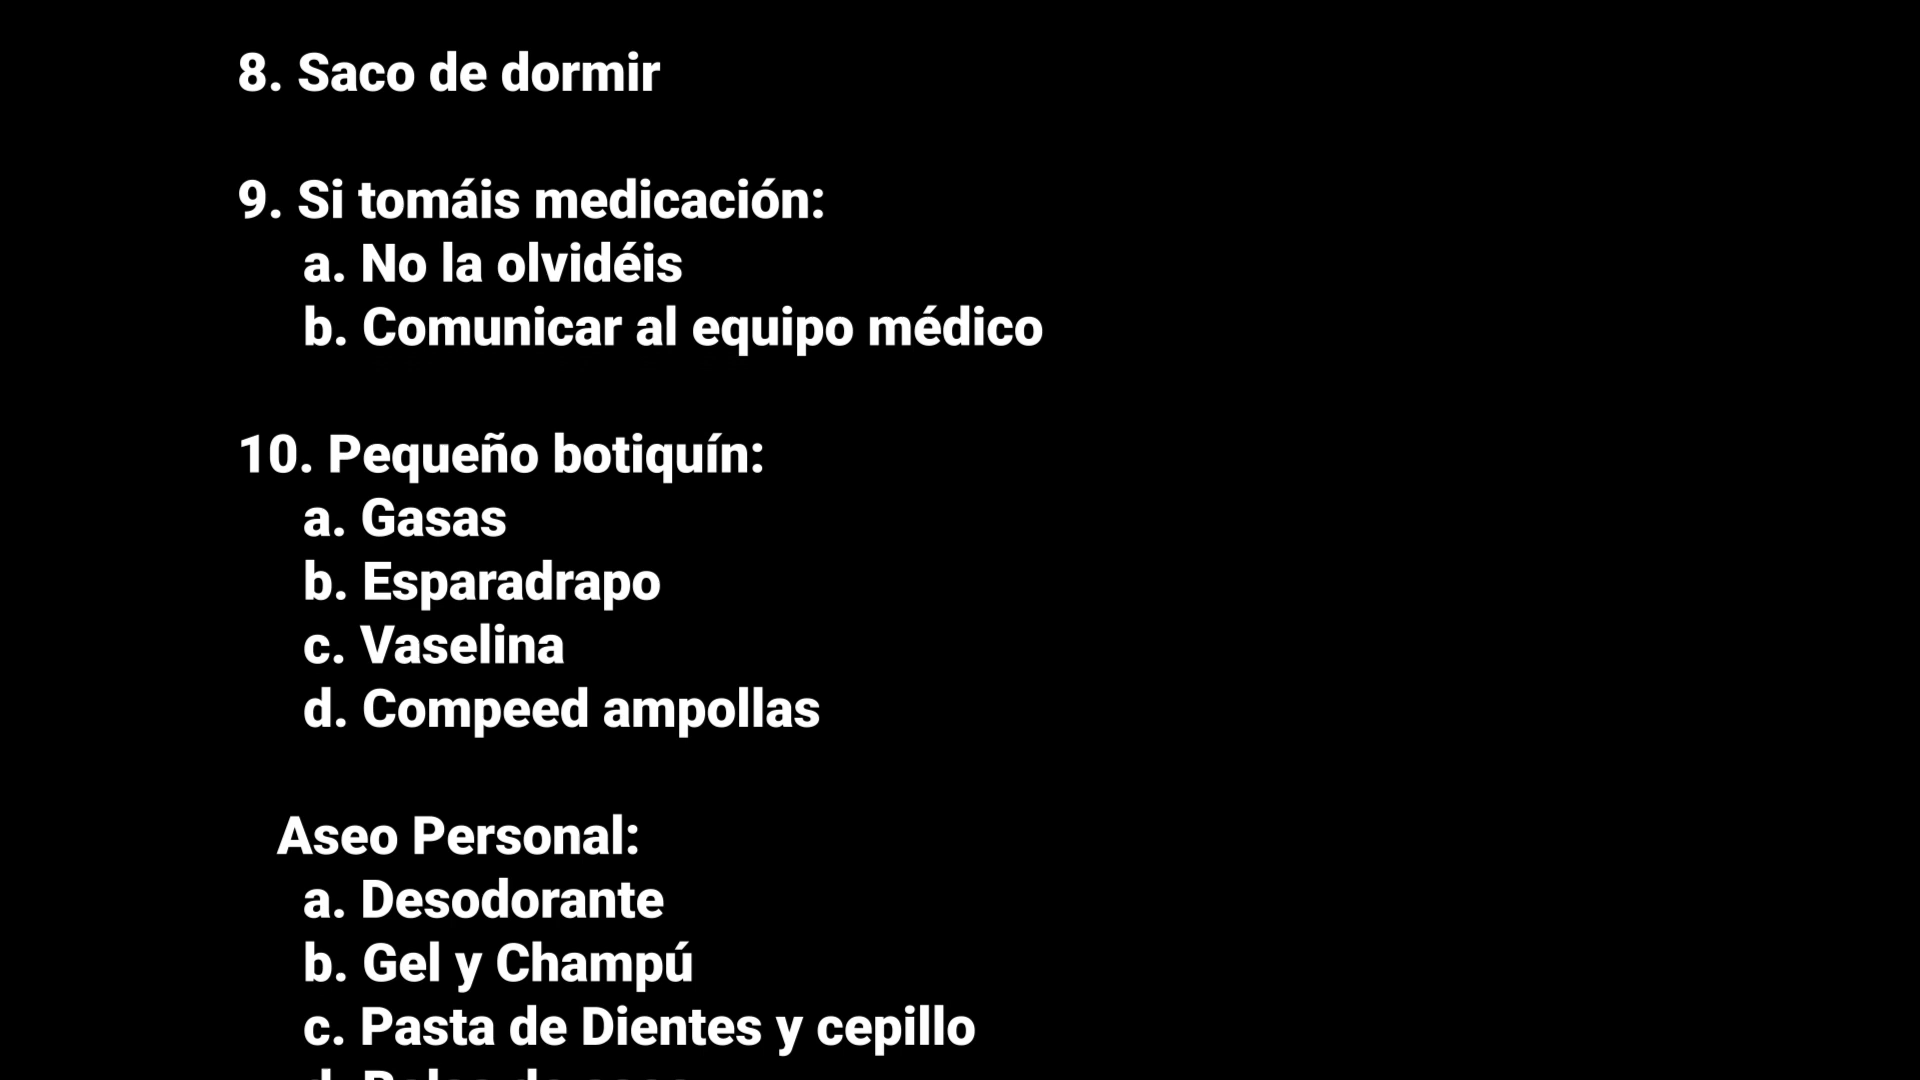 8. Saco de dormir
9. Si tomáis medicación:
a. No la olvidéis
b. Comunicar al equipo médico
10. Pequeño botiquín:
a. Gasas
b. Esparadrapo
c. Vaselina
d. Compeed ampollas
Aseo Personal:
a. Desodorante
b. Gel y Champú
c. Pasta de Dientes y cepillo